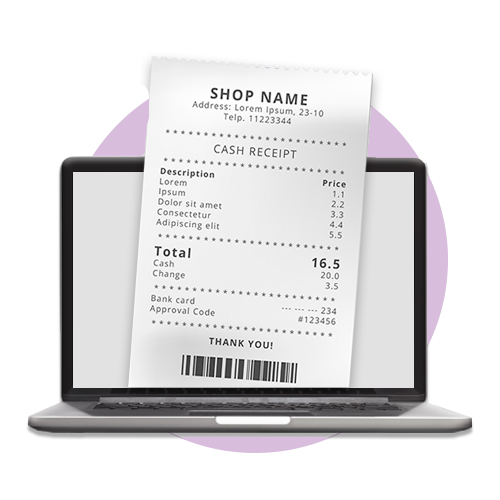 SHOP NAME
Address: Lorem Ipsum, 23-10
Telp. 11223344
********************************
CASH RECEIPT
********************************
Description Price
Lorem 1.1
Ipsum 2.2
Dolor sit amet 3.3
Consectetur 4.4
Adipiscing elit 5.5
********************************
Total 16.5
Cash 20.0
Change 3.5
********************************
Bank card --- --- --- 234
Approval Code #123456
********************************
THANK YOU!